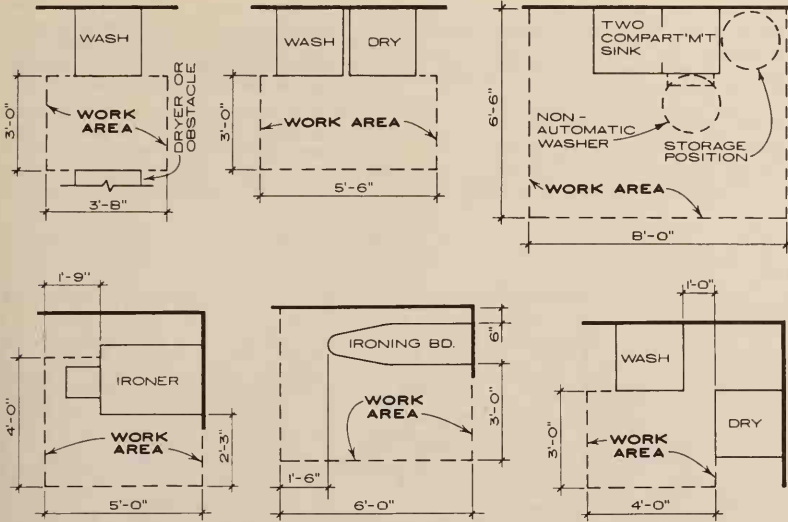 WASH
3'-0"
WORK
AREA
DRYER OR
OBSTACLE
3'-8"
WASH
DRY
3'-0"
WORK AREA
5'-6"
TWO
COMPART'M'T
SINK
6'-6"
NON-
AUTOMATIC
WASHER
STORAGE
POSITION
WORK AREA
8'-0"
1'-9"
IRONER
4'-0"
WORK
AREA
2'-3"
5'-0"
IRONING BD.
6"
3'-0"
WORK
AREA
1'-6"
6'-0"
1'-0"
WASH
DRY
3'-0"
WORK
AREA
4'-0"